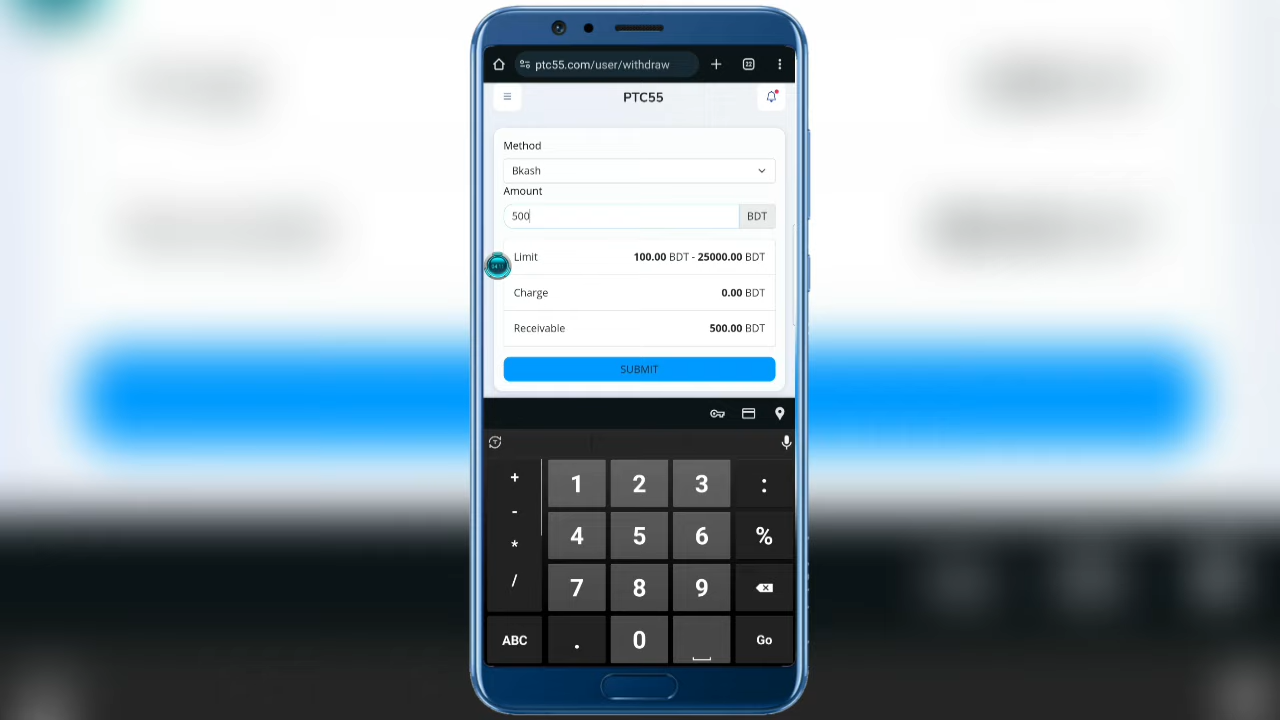 ptc55.com/user/withdraw
22
PTC55
Method
Bkash
Amount
500
BDT
Limit 100.00 BDT - 25000.00 BDT
Charge 0.00 BDT
Receivable 500.00 BDT
SUBMIT
+ 1 2 3 :
-
* 4 5 6 %
/ 7 8 9
ABC . 0 Go